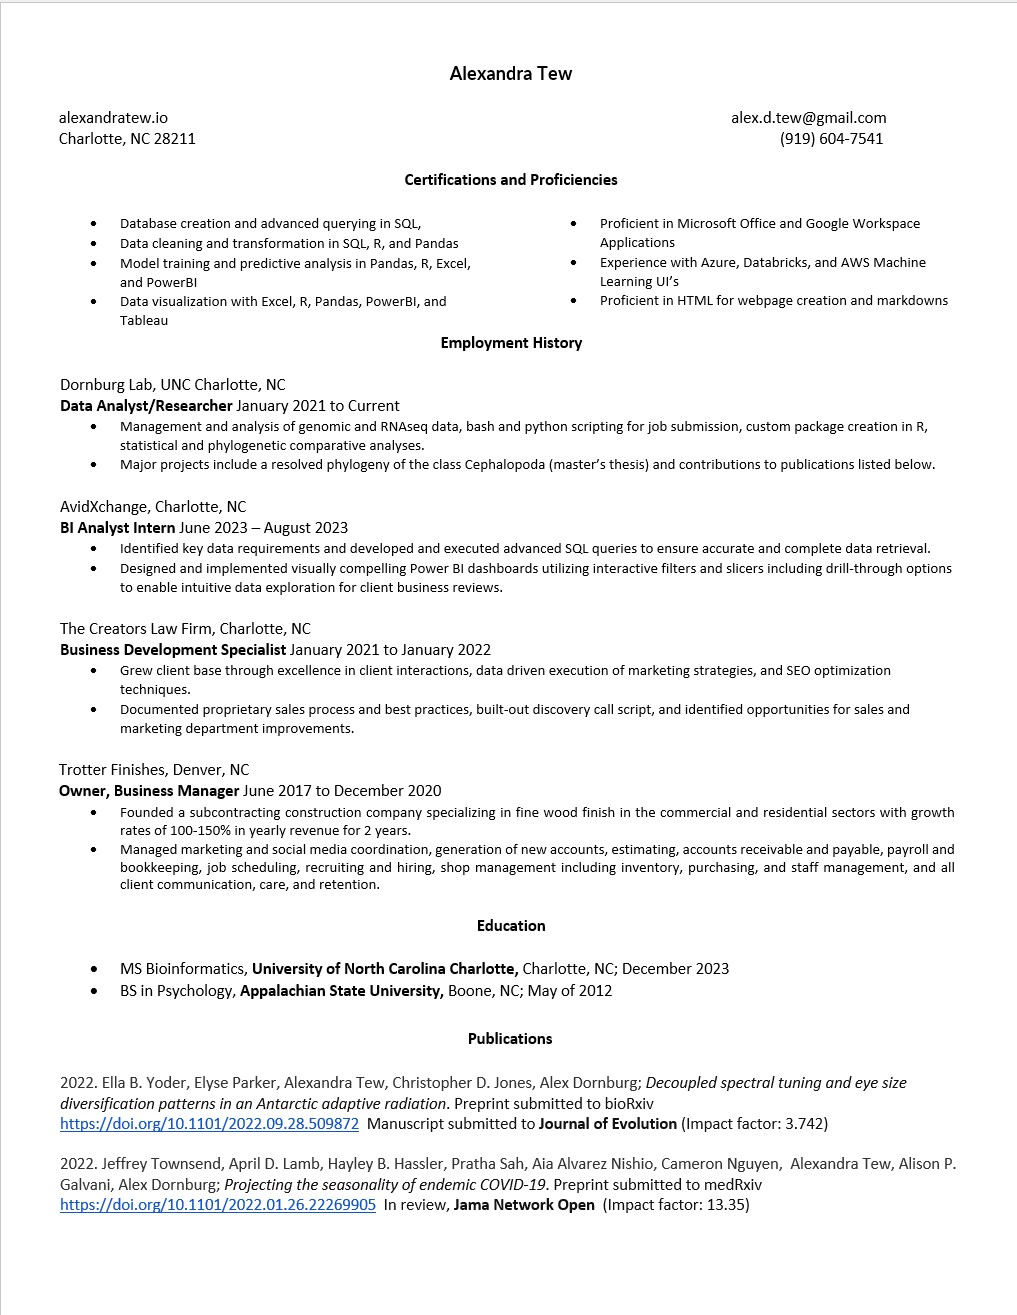 Alexandra Tew
alexandratew.io
alex.d.tew@gmail.com
Charlotte, NC 28211
(919) 604-7541
Certifications and Proficiencies
• Database creation and advanced querying in SQL,
• Data cleaning and transformation in SQL, R, and Pandas
• Model training and predictive analysis in Pandas, R, Excel,
and PowerBI
• Data visualization with Excel, R, Pandas, PowerBI, and
Tableau
• Proficient in Microsoft Office and Google Workspace
Applications
• Experience with Azure, Databricks, and AWS Machine
Learning UI's
• Proficient in HTML for webpage creation and markdowns
Employment History
Dornburg Lab, UNC Charlotte, NC
Data Analyst/Researcher January 2021 to Current
• Management and analysis of genomic and RNAseq data, bash and python scripting for job submission, custom package creation in R,
statistical and phylogenetic comparative analyses.
• Major projects include a resolved phylogeny of the class Cephalopoda (master's thesis) and contributions to publications listed below.
AvidXchange, Charlotte, NC
BI Analyst Intern June 2023 – August 2023
• Identified key data requirements and developed and executed advanced SQL queries to ensure accurate and complete data retrieval.
• Designed and implemented visually compelling Power BI dashboards utilizing interactive filters and slicers including drill-through options
to enable intuitive data exploration for client business reviews.
The Creators Law Firm, Charlotte, NC
Business Development Specialist January 2021 to January 2022
• Grew client base through excellence in client interactions, data driven execution of marketing strategies, and SEO optimization
techniques.
• Documented proprietary sales process and best practices, built-out discovery call script, and identified opportunities for sales and
marketing department improvements.
Trotter Finishes, Denver, NC
Owner, Business Manager June 2017 to December 2020
• Founded a subcontracting construction company specializing in fine wood finish in the commercial and residential sectors with growth
rates of 100-150% in yearly revenue for 2 years.
• Managed marketing and social media coordination, generation of new accounts, estimating, accounts receivable and payable, payroll and
bookkeeping, job scheduling, recruiting and hiring, shop management including inventory, purchasing, and staff management, and all
client communication, care, and retention.
Education
• MS Bioinformatics, University of North Carolina Charlotte, Charlotte, NC; December 2023
• BS in Psychology, Appalachian State University, Boone, NC; May of 2012
Publications
2022. Ella B. Yoder, Elyse Parker, Alexandra Tew, Christopher D. Jones, Alex Dornburg; Decoupled spectral tuning and eye size
diversification patterns in an Antarctic adaptive radiation. Preprint submitted to bioRxiv
https://doi.org/10.1101/2022.09.28.509872 Manuscript submitted to Journal of Evolution (Impact factor: 3.742)
2022. Jeffrey Townsend, April D. Lamb, Hayley B. Hassler, Pratha Sah, Aia Alvarez Nishio, Cameron Nguyen, Alexandra Tew, Alison P.
Galvani, Alex Dornburg; Projecting the seasonality of endemic COVID-19. Preprint submitted to medRxiv
https://doi.org/10.1101/2022.01.26.22269905 In review, Jama Network Open (Impact factor: 13.35)